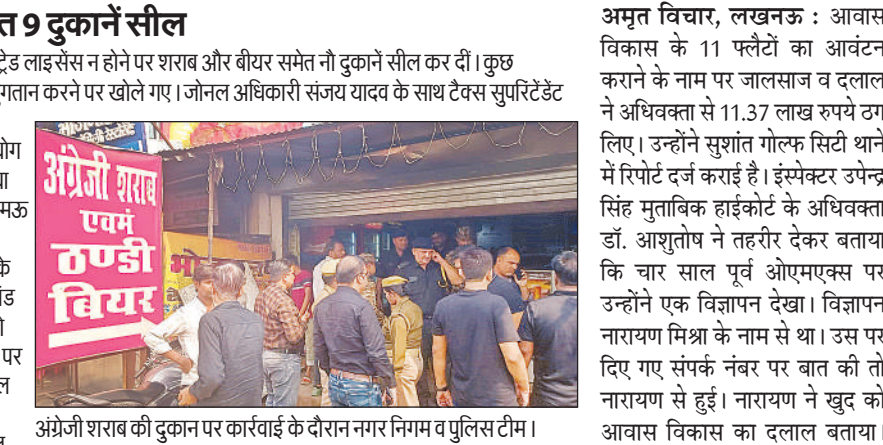 त 9 दुकानें सील
ट्रेड लाइसेंस न होने पर शराब और बीयर समेत नौ दुकानें सील कर दीं। कुछ
गतान करने पर खोले गए। जोनल अधिकारी संजय यादव के साथ टैक्स सुपरिंटेंडेंट
के
पर
अंग्रेजी शराब
एवमं
ठण्डी
बियर
अंग्रेजी शराब की दुकान पर कार्रवाई के दौरान नगर निगम व पुलिस टीम।
अमृत विचार, लखनऊ : आवास
विकास के 11 फ्लैटों का आवंटन
कराने के नाम पर जालसाज व दलाल
ने अधिवक्ता से 11.37 लाख रुपये ठग
लिए। उन्होंने सुशांत गोल्फ सिटी थाने
में रिपोर्ट दर्ज कराई है। इंस्पेक्टर उपेन्द्र
सिंह मुताबिक हाईकोर्ट के अधिवक्ता
डॉ. आशुतोष ने तहरीर देकर बताया
कि चार साल पूर्व ओएमएक्स पर
उन्होंने एक विज्ञापन देखा। विज्ञापन
नारायण मिश्रा के नाम से था। उस पर
दिए गए संपर्क नंबर पर बात की तो
नारायण से हुई। नारायण ने खुद को
आवास विकास का दलाल बताया।